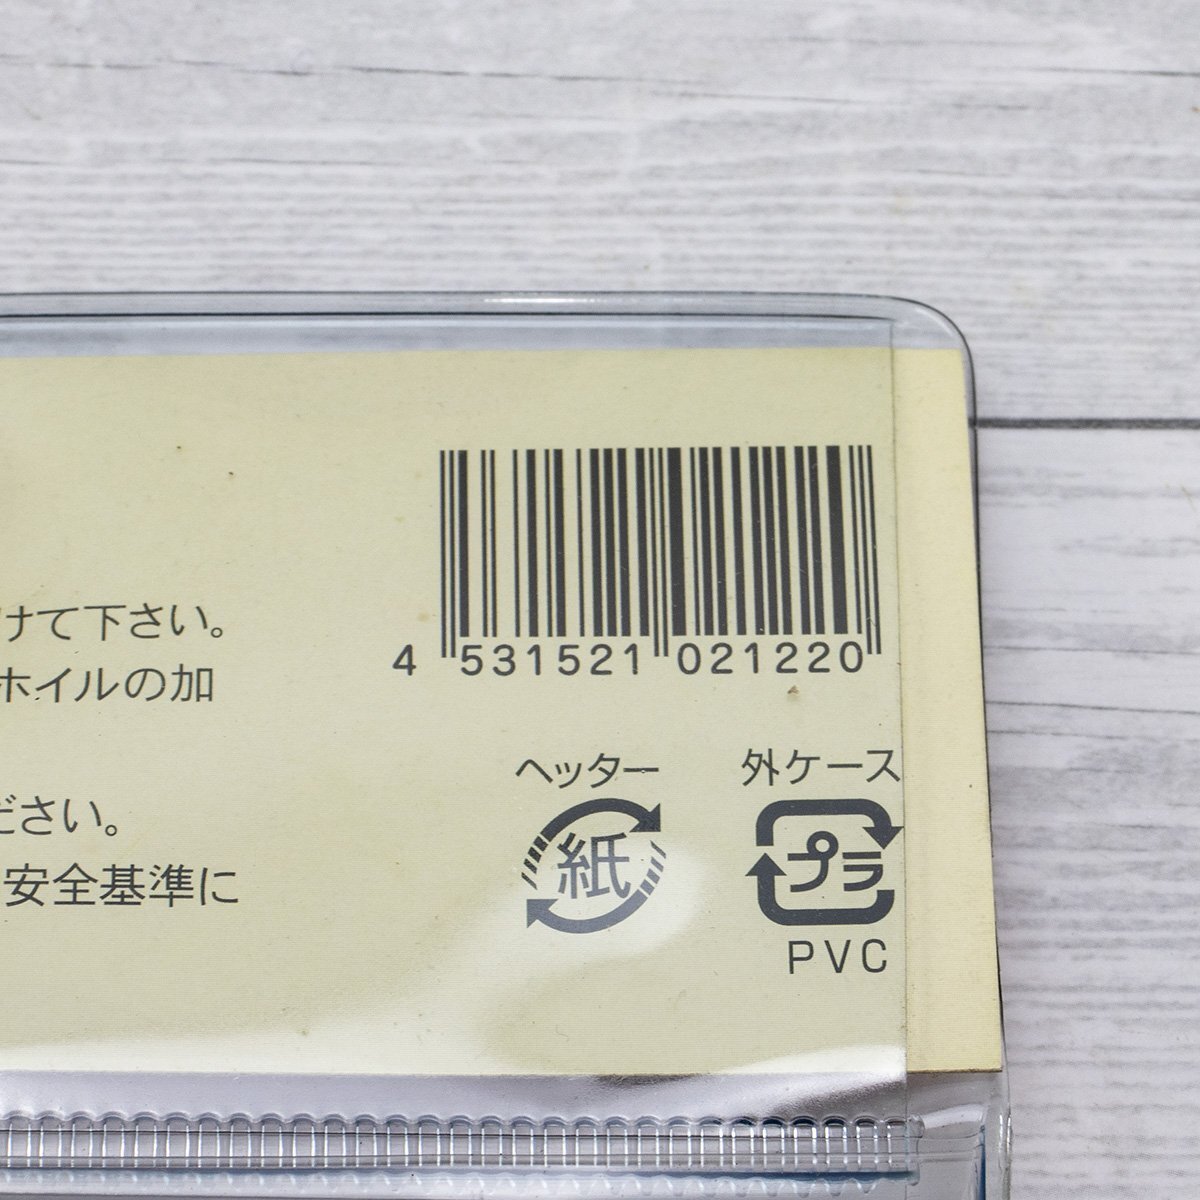 4 531521 021220
けて下さい。
ホイルの加
ださい。
安全基準に
ヘッター
紙
外ケース
プラ
PVC